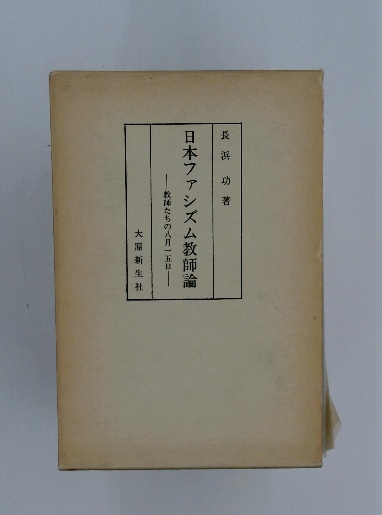 長浜功著
日本ファシズム教師論
―教師たちの八月一五日―
大原新生社